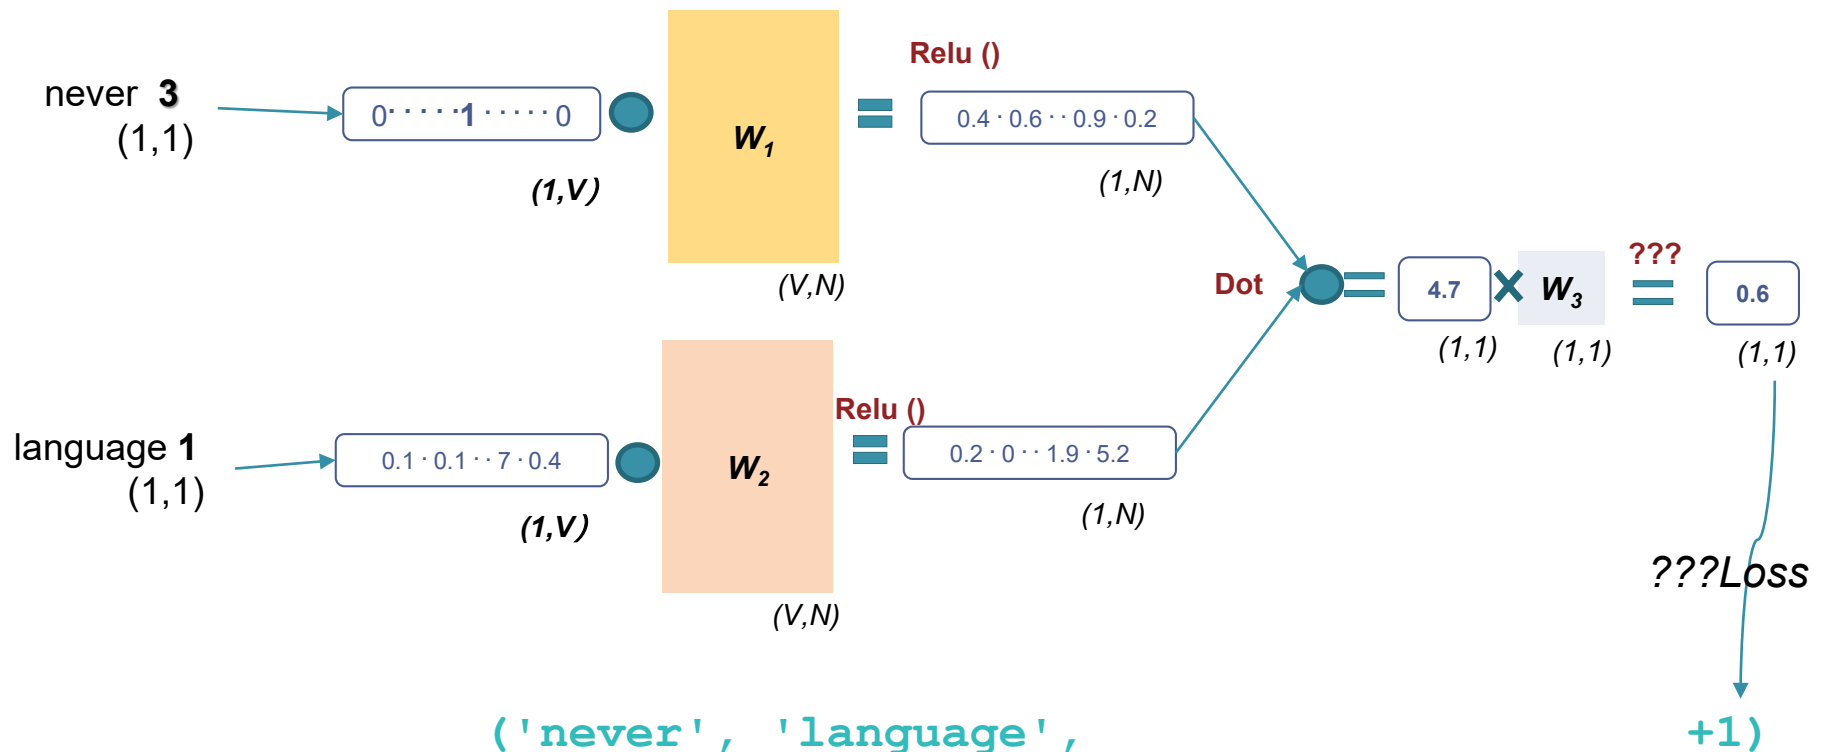 Relu ()
never 3
(1,1)
0·····1·····0
(1,V)
W1
(V,N)
0.4 · 0.6 · · 0.9 · 0.2
(1,N)
Dot
4.7
(1,1)
W3
(1,1)
???
0.6
(1,1)
language 1
(1,1)
0.1 · 0.1 · · 7 · 0.4
(1,V)
W2
(V,N)
Relu ()
0.2 · 0 · · 1.9 · 5.2
(1,N)
???Loss
('never', 'language', +1)